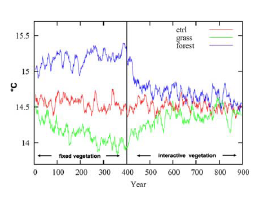 ctrl
grass
forest
15.5
15
°C
14.5
14
fixed vegetation
interactive vegetation
0 100 200 300 400 500 600 700 800 900
Year